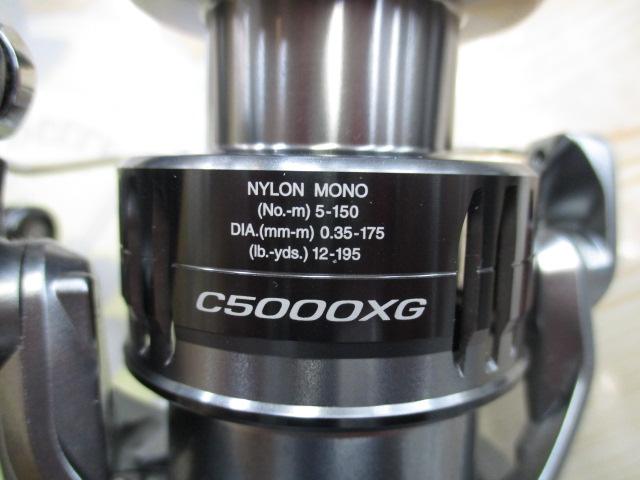 NYLON MONO
(No.-m) 5-150
DIA.(mm-m) 0.35-175
(lb.-yds.) 12-195
C5000XG